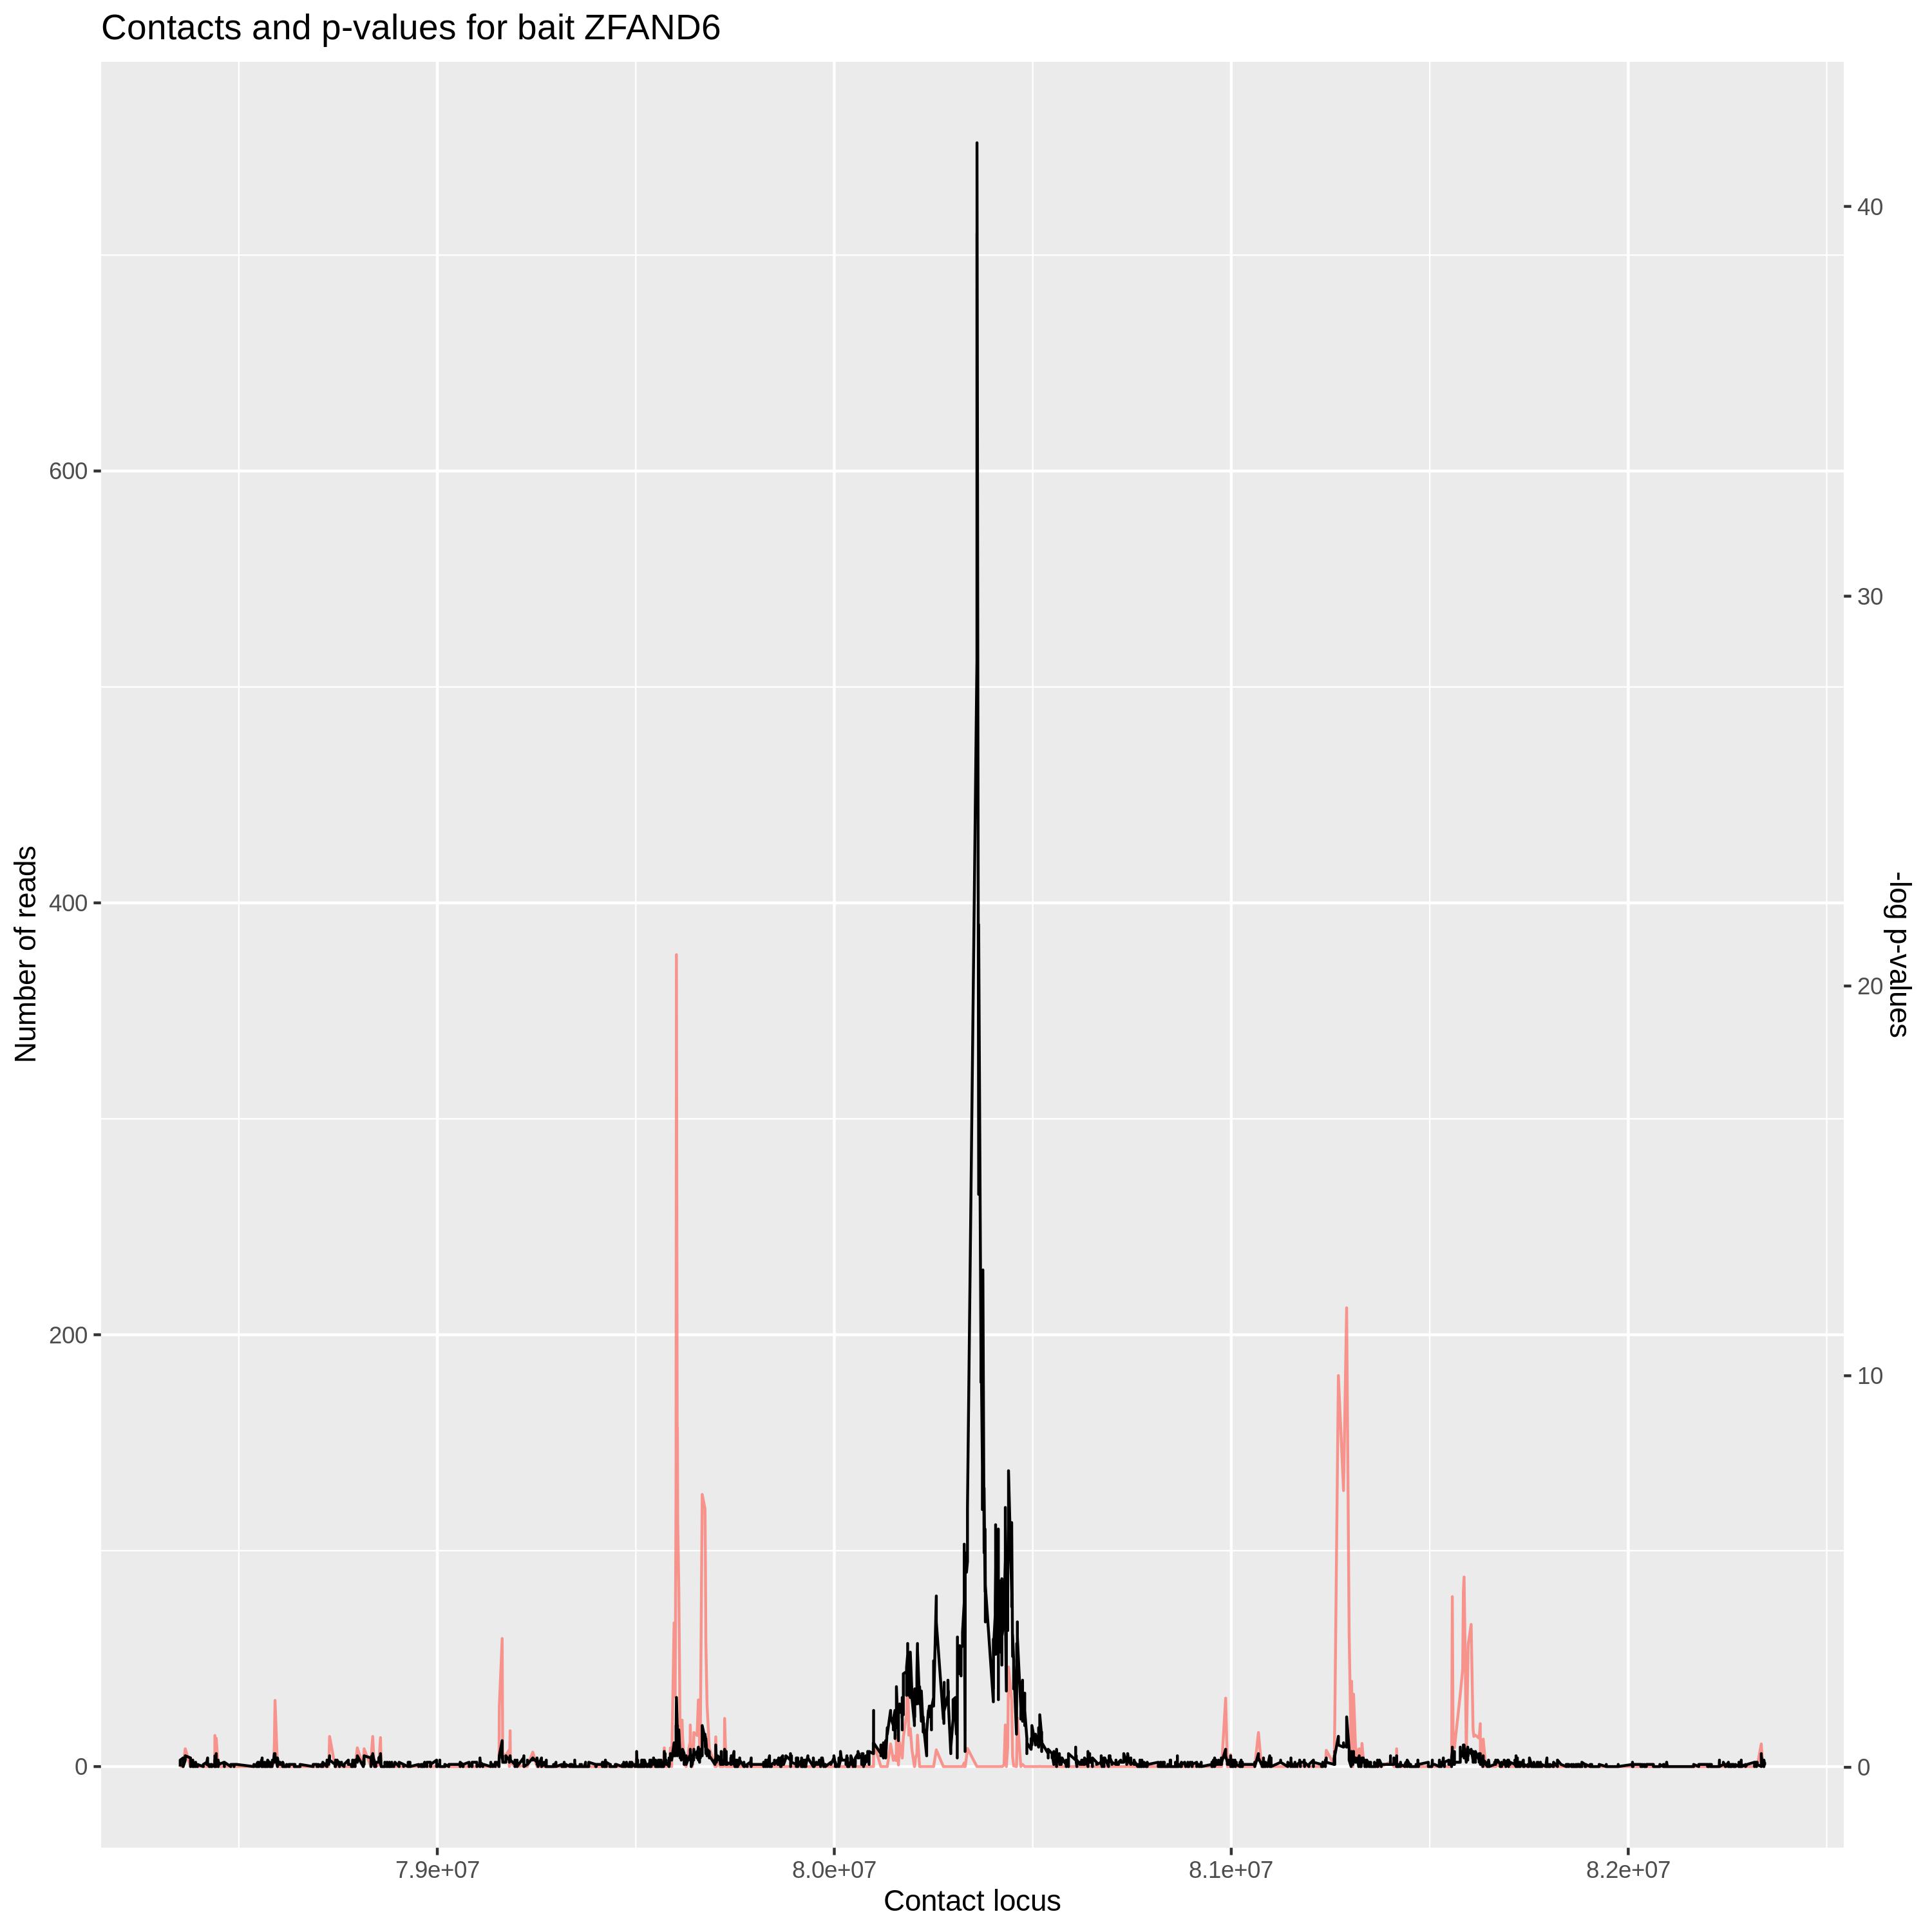 Contacts and p-values for bait ZFAND6
Number of reads
600
400
200
0
40
30
20
10
0
-log p-values
7.9e+07
8.0e+07
8.1e+07
8.2e+07
Contact locus